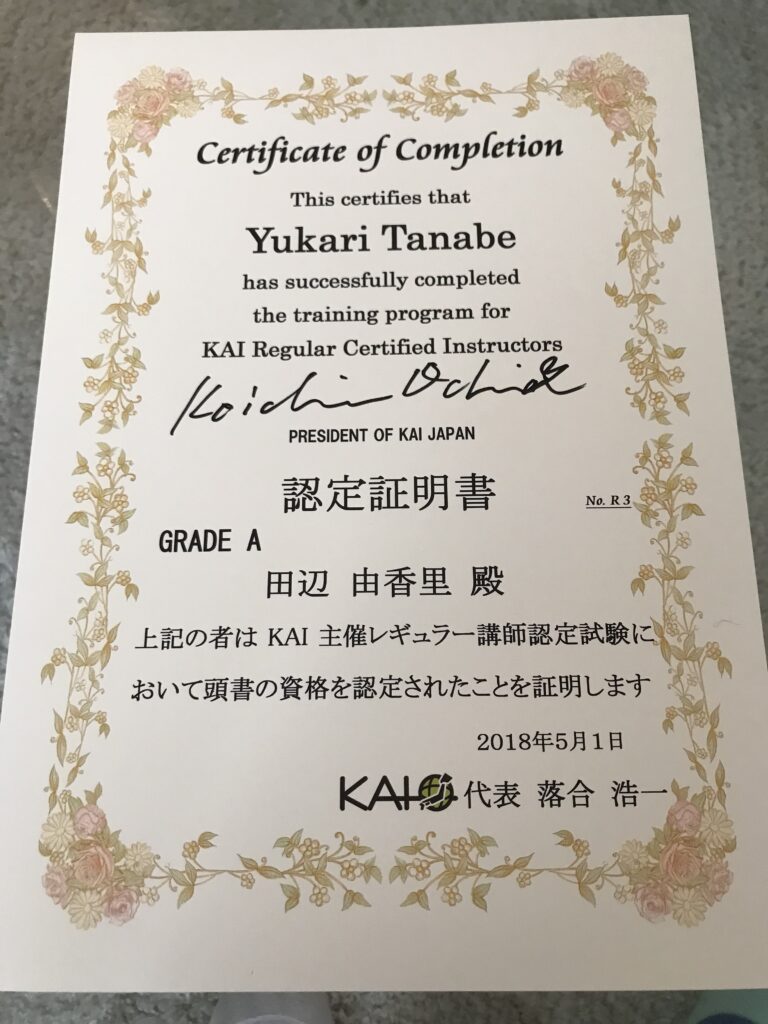 Certificate of Completion
This certifies that
Yukari Tanabe
has successfully completed
the training program for
KAI Regular Certified Instructors
Koichi Ochiai
PRESIDENT OF KAI JAPAN
認定証明書
No. R 3
GRADE A
田辺 由香里 殿
上記の者は KAI 主催レギュラー講師認定試験に
おいて頭書の資格を認定されたことを証明します
2018年5月1日
KAI 代表 落合 浩一